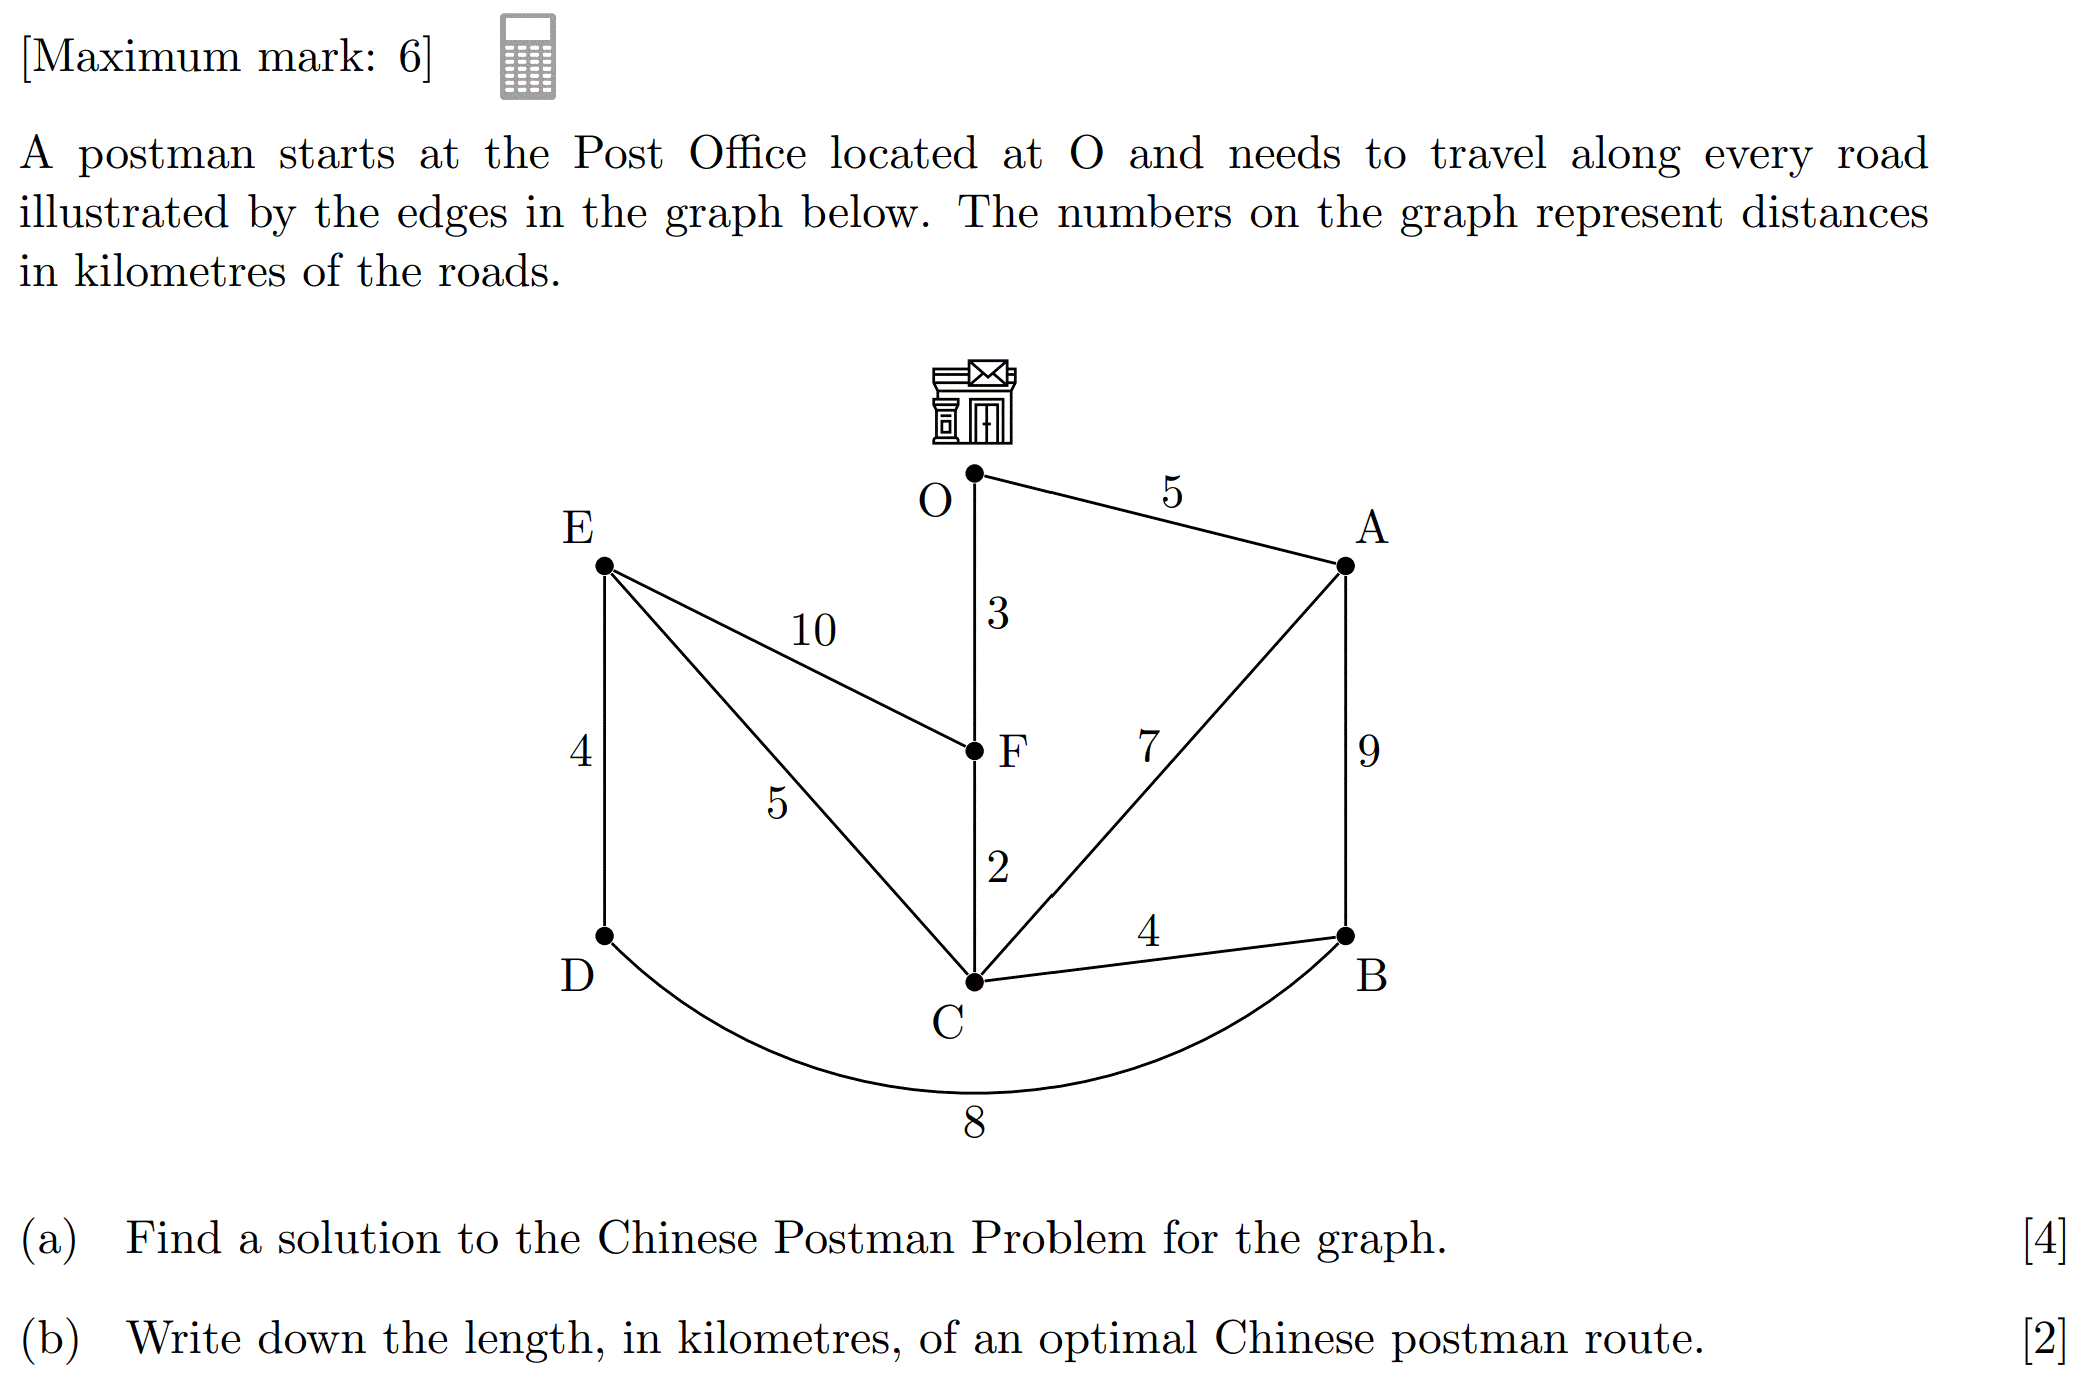 [Maximum mark: 6]
A postman starts at the Post Office located at O and needs to travel along every road
illustrated by the edges in the graph below. The numbers on the graph represent distances
in kilometres of the roads.
O
5
E
A
3
10
4
F
7
9
5
2
4
D
B
C
8
(a) Find a solution to the Chinese Postman Problem for the graph. [4]
(b) Write down the length, in kilometres, of an optimal Chinese postman route. [2]